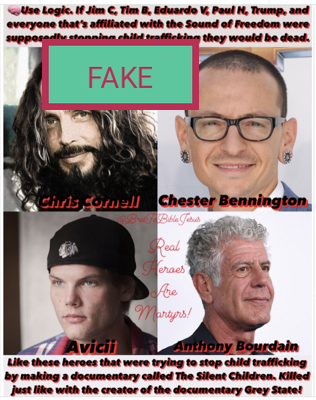 Use Logic. If Jim C, Tim B, Eduardo V, Paul H, Trump, and
everyone that's affiliated with the Sound of Freedom were
supposedly stopping child trafficking they would be dead.
FAKE
Chris Cornell
Chester Bennington
Real
Heroes
Are
Martyrs!
Avicii
Anthony Bourdain
Like these heroes that were trying to stop child trafficking
by making a documentary called The Silent Children. Killed
just like with the creator of the documentary Grey State!